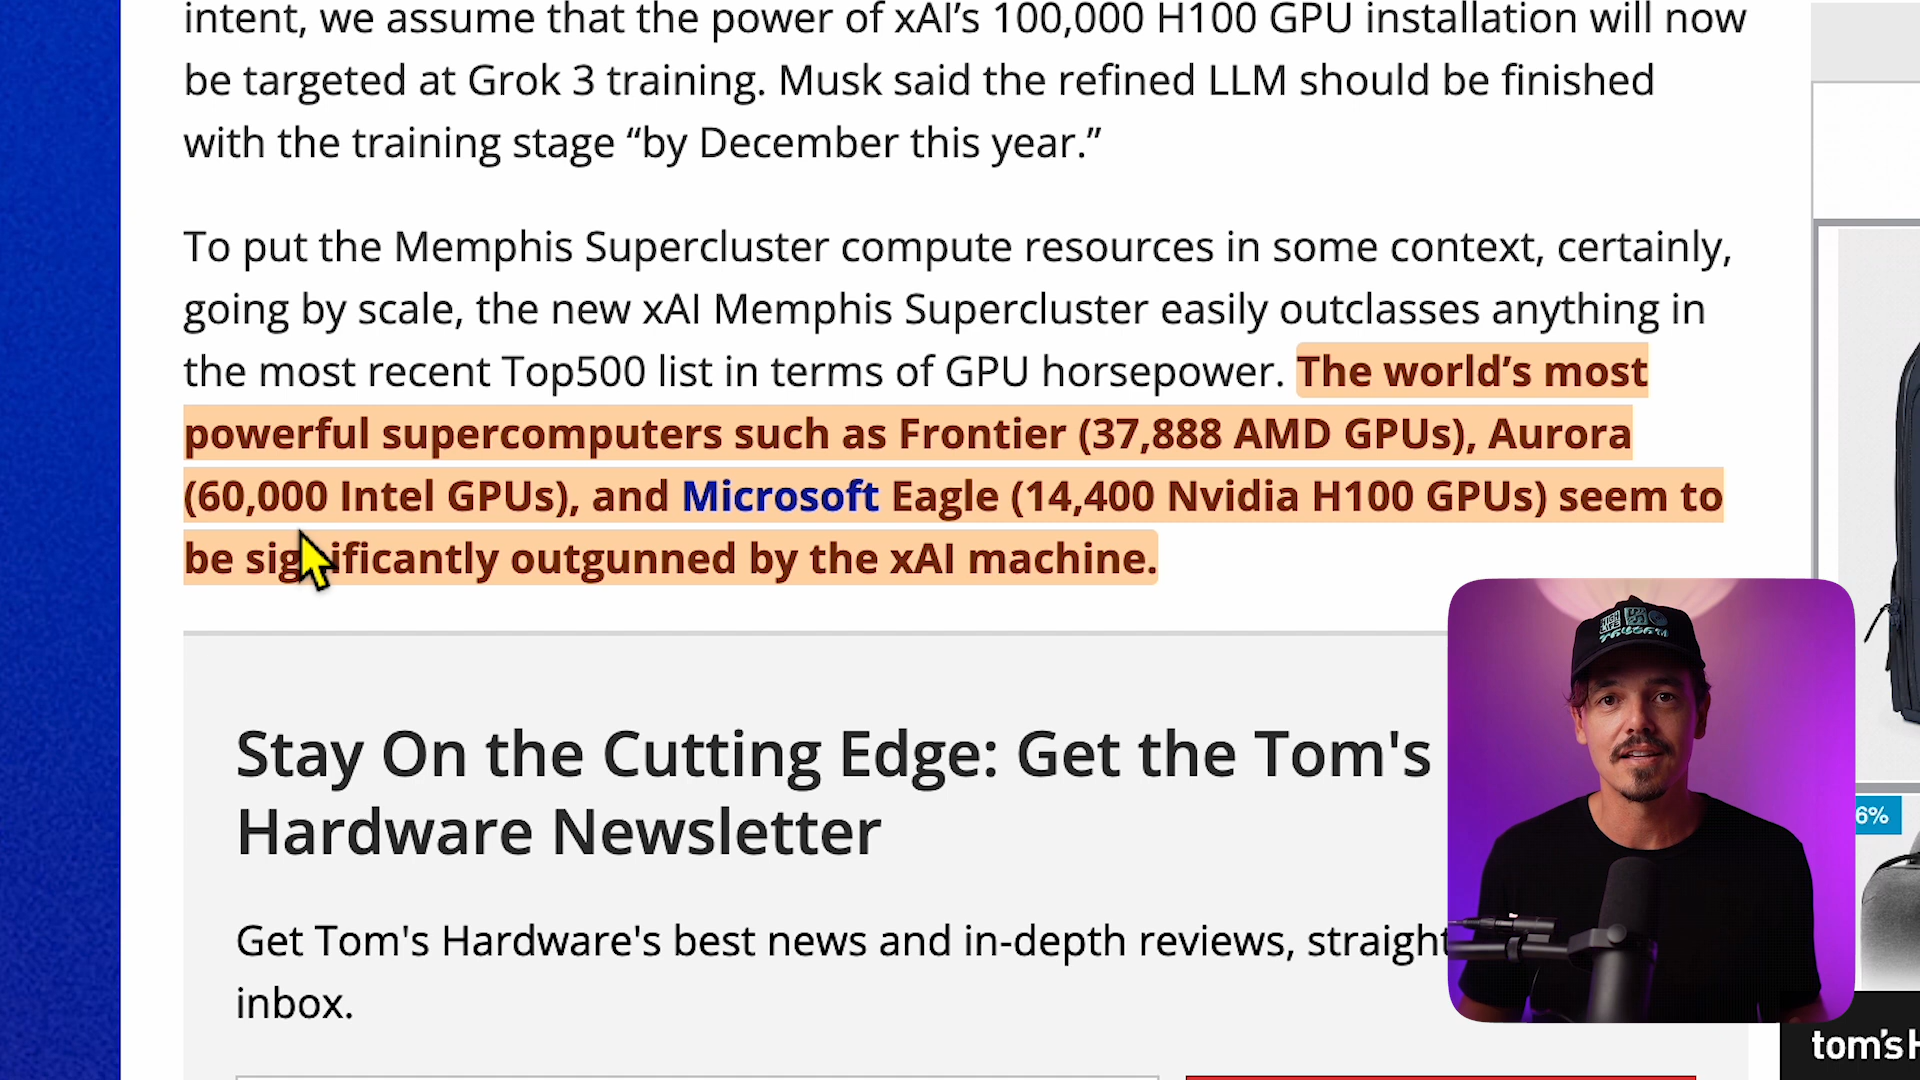 intent, we assume that the power of xAI’s 100,000 H100 GPU installation will now
be targeted at Grok 3 training. Musk said the refined LLM should be finished
with the training stage “by December this year.”
To put the Memphis Supercluster compute resources in some context, certainly,
going by scale, the new xAI Memphis Supercluster easily outclasses anything in
the most recent Top500 list in terms of GPU horsepower. The world’s most
powerful supercomputers such as Frontier (37,888 AMD GPUs), Aurora
(60,000 Intel GPUs), and Microsoft Eagle (14,400 Nvidia H100 GPUs) seem to
be significantly outgunned by the xAI machine.
Stay On the Cutting Edge: Get the Tom's
Hardware Newsletter
Get Tom's Hardware's best news and in-depth reviews, straight
inbox.
6%
tom's H